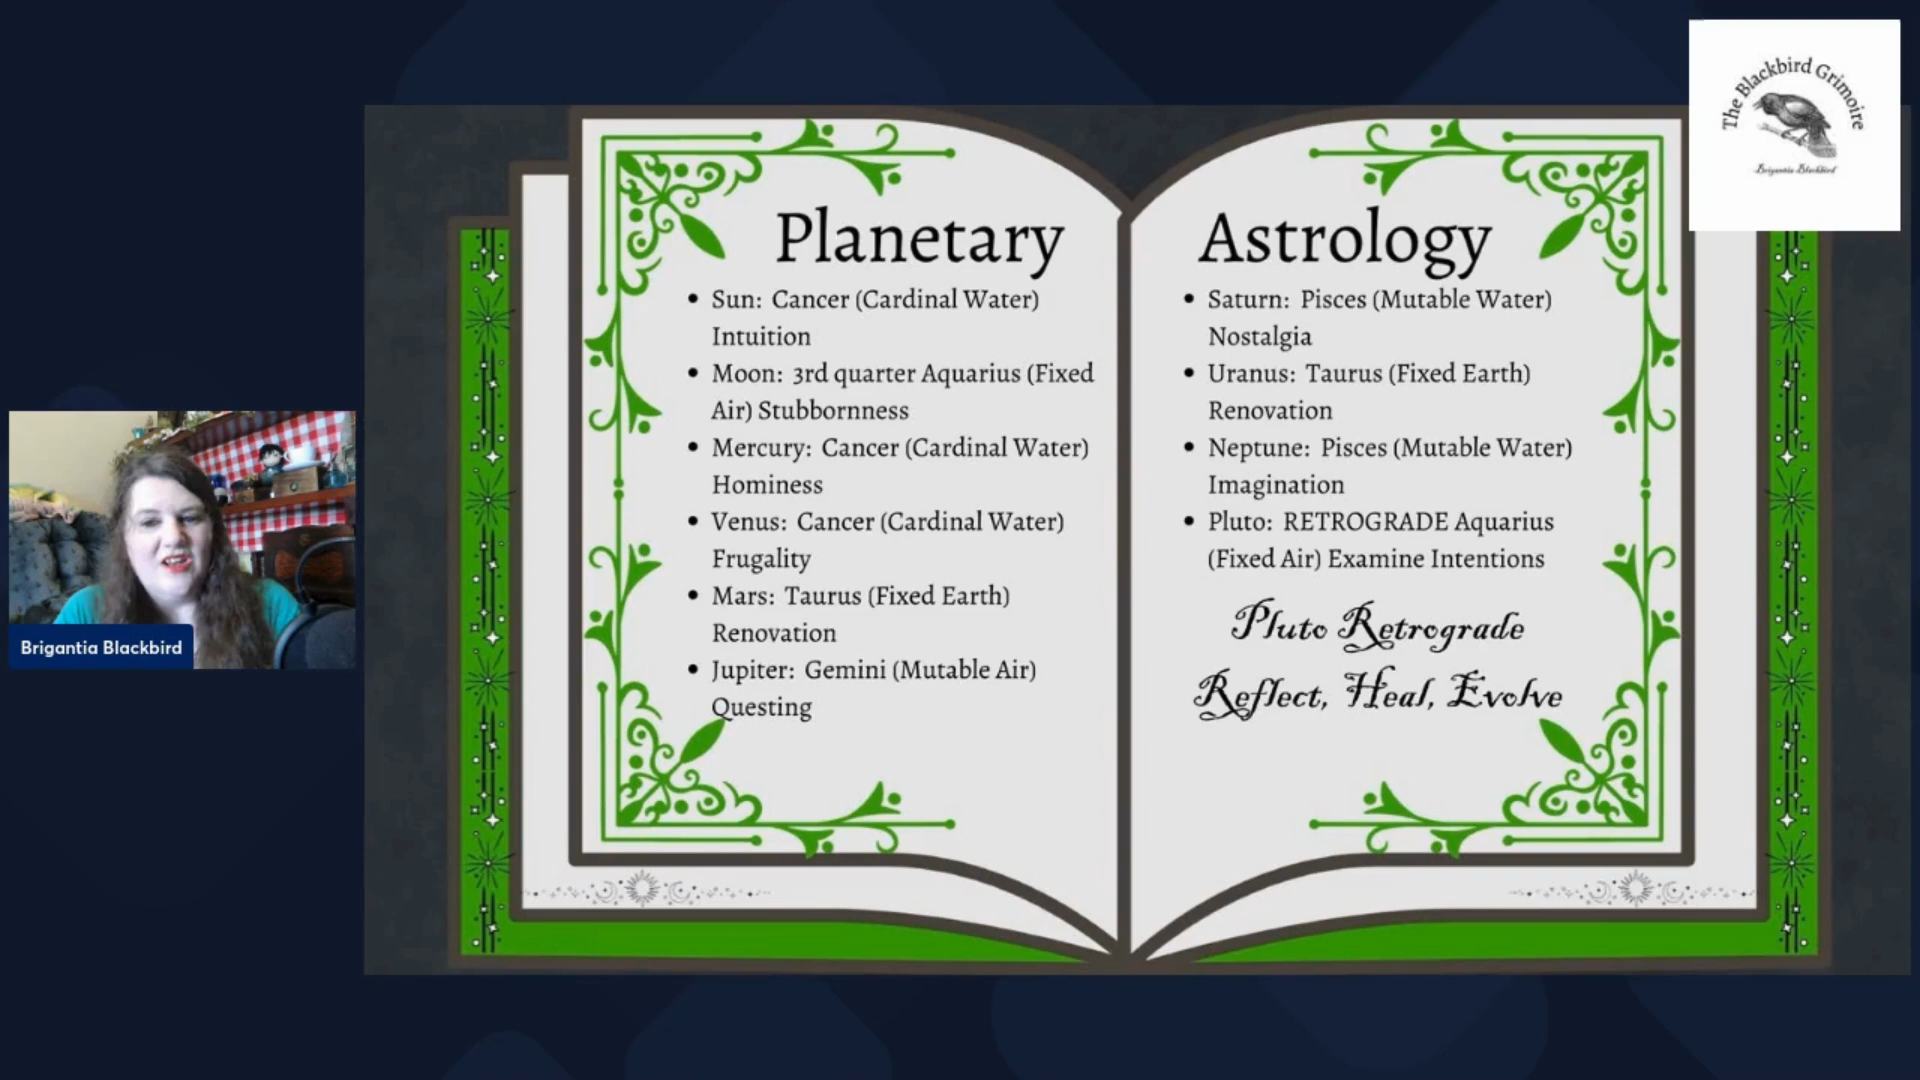 The Blackbird Grimoire
Brigantia Blackbird
Planetary
Sun: Cancer (Cardinal Water)
Intuition
Moon: 3rd quarter Aquarius (Fixed
Air) Stubbornness
Mercury: Cancer (Cardinal Water)
Hominess
Venus: Cancer (Cardinal Water)
Frugality
Mars: Taurus (Fixed Earth)
Renovation
Jupiter: Gemini (Mutable Air)
Questing
Astrology
Saturn: Pisces (Mutable Water)
Nostalgia
Uranus: Taurus (Fixed Earth)
Renovation
Neptune: Pisces (Mutable Water)
Imagination
Pluto: RETROGRADE Aquarius
(Fixed Air) Examine Intentions
Pluto Retrograde
Reflect, Heal, Evolve
Brigantia Blackbird